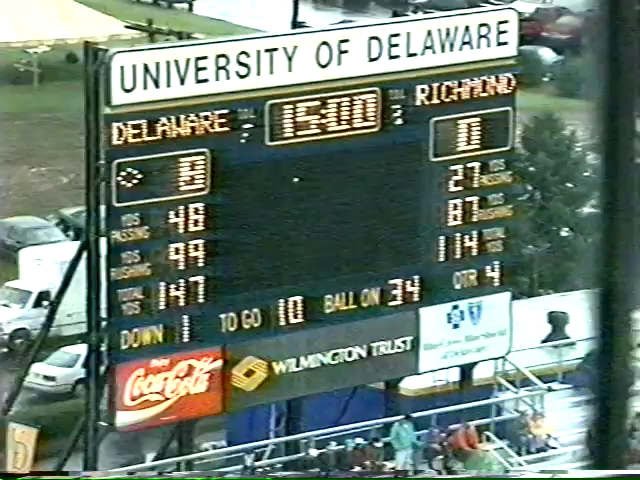 UNIVERSITY OF DELAWARE
DELAWARE 15:00 RICHMOND
8 0
YDS PASSING 48 27 YDS PASSING
YDS RUSHING 99 87 YDS RUSHING
TOTAL YDS 147 114 TOTAL YDS
DOWN 1 TO GO 10 BALL ON 34 QTR 4
Enjoy
Coca-Cola WILMINGTON TRUST